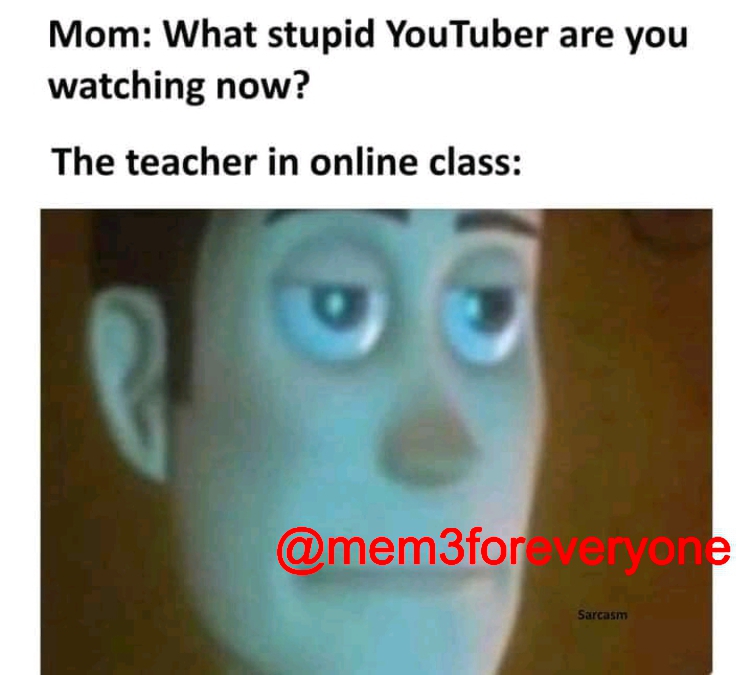 Mom: What stupid YouTuber are you
watching now?
The teacher in online class:
@mem3foreveryone
Sarcasm